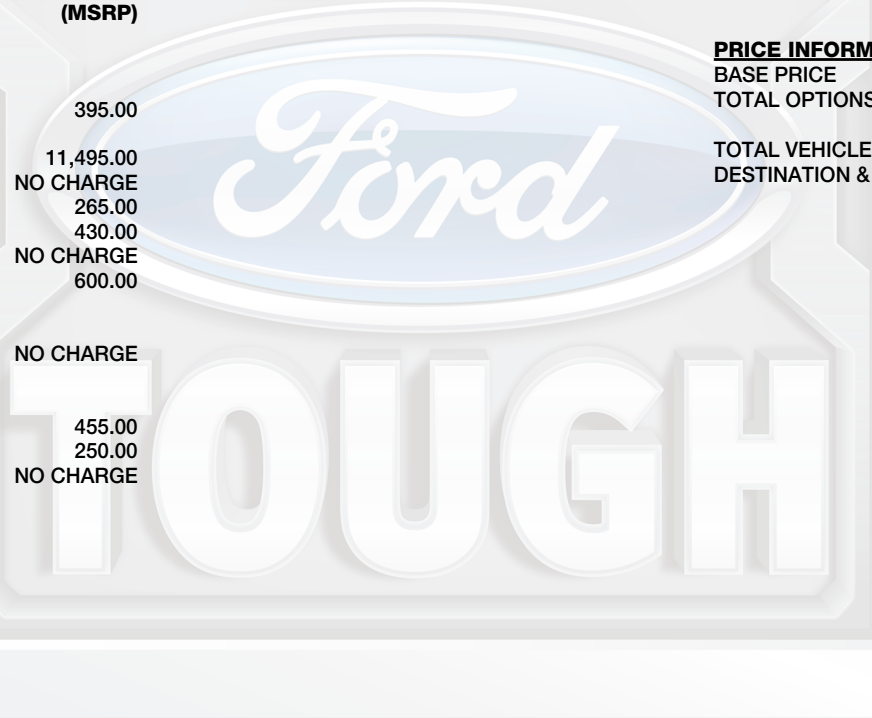 (MSRP)
395.00
11,495.00
NO CHARGE
265.00
430.00
NO CHARGE
600.00
NO CHARGE
455.00
250.00
NO CHARGE
PRICE INFORM
BASE PRICE
TOTAL OPTIONS
TOTAL VEHICLE
DESTINATION &
Ford
TOUGH